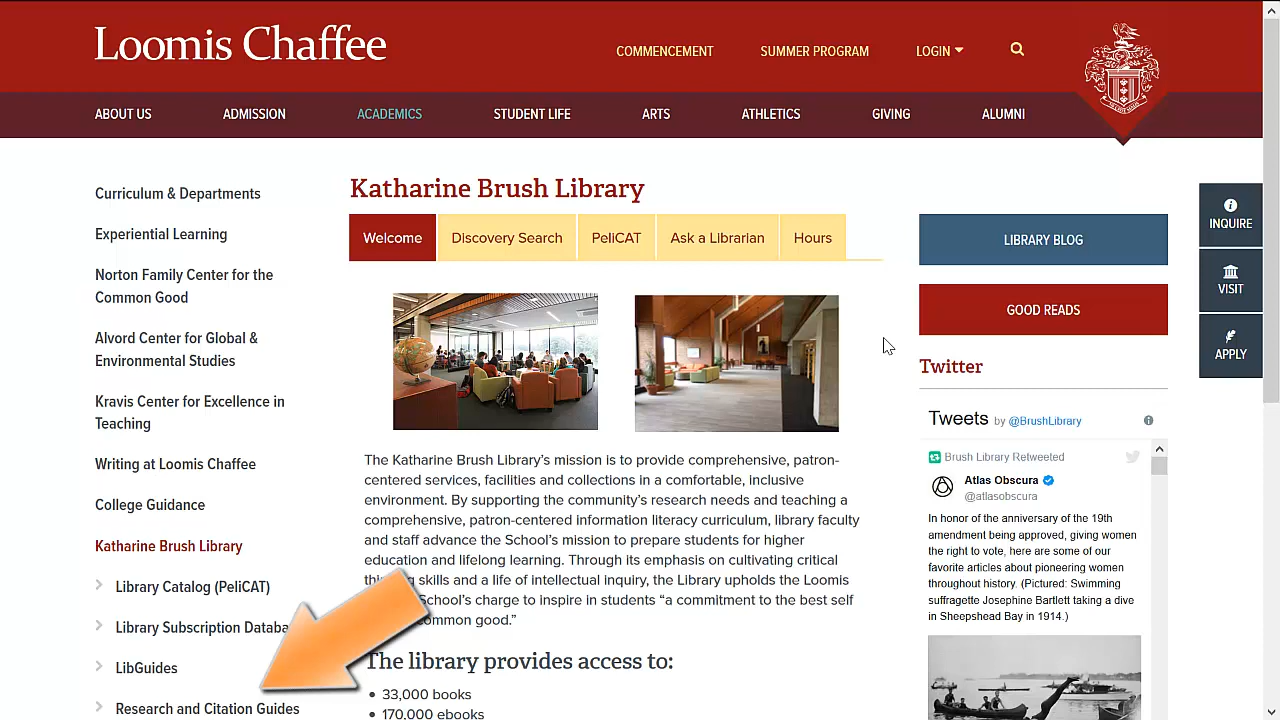 Loomis Chaffee
COMMENCEMENT
SUMMER PROGRAM
LOGIN
ABOUT US
ADMISSION
ACADEMICS
STUDENT LIFE
ARTS
ATHLETICS
GIVING
ALUMNI
Curriculum & Departments
Experiential Learning
Norton Family Center for the
Common Good
Alvord Center for Global &
Environmental Studies
Kravis Center for Excellence in
Teaching
Writing at Loomis Chaffee
College Guidance
Katharine Brush Library
Library Catalog (PeliCAT)
Library Subscription Databa
LibGuides
Research and Citation Guides
Katharine Brush Library
Welcome
Discovery Search
PeliCAT
Ask a Librarian
Hours
The Katharine Brush Library's mission is to provide comprehensive, patron-
centered services, facilities and collections in a comfortable, inclusive
environment. By supporting the community's research needs and teaching a
comprehensive, patron-centered information literacy curriculum, library faculty
and staff advance the School's mission to prepare students for higher
education and lifelong learning. Through its emphasis on cultivating critical
skills and a life of intellectual inquiry, the Library upholds the Loomis
School's charge to inspire in students “a commitment to the best self
common good.”
The library provides access to:
• 33,000 books
• 170,000 ebooks
LIBRARY BLOG
GOOD READS
Twitter
Tweets by @BrushLibrary
Brush Library Retweeted
Atlas Obscura
@atlasobscura
In honor of the anniversary of the 19th
amendment being approved, giving women
the right to vote, here are some of our
favorite articles about pioneering women
throughout history. (Pictured: Swimming
suffragette Josephine Bartlett taking a dive
in Sheepshead Bay in 1914.)
INQUIRE
VISIT
APPLY